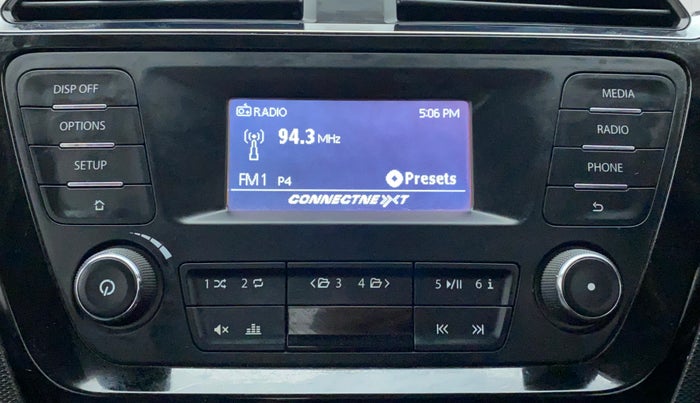 DISP OFF
OPTIONS
SETUP
RADIO 5:06 PM
94.3 MHz
FM1 P4 Presets
CONNECTNEXT
MEDIA
RADIO
PHONE
1 2 3 4 5 6 i